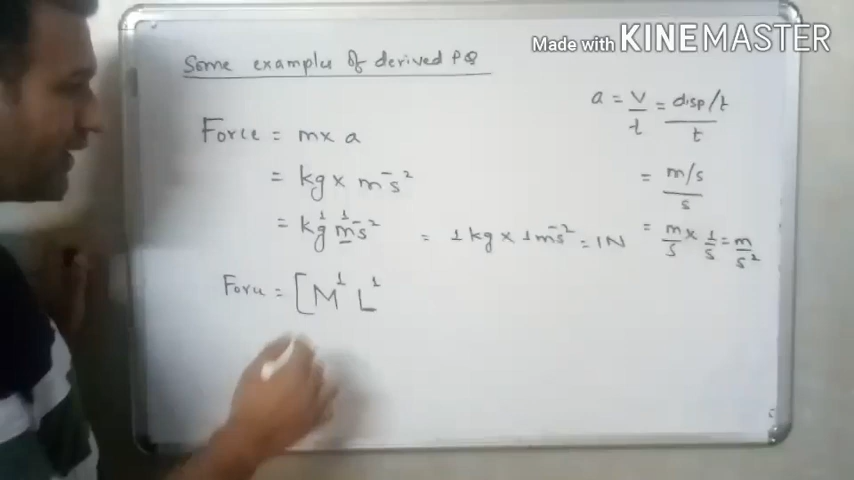 Made with KINEMASTER
Some examples of derived PQ
Force = m x a
= kg x m s⁻²
= kg¹ m¹ s⁻² = 1 kg x 1 m s⁻² = 1N
Force = [M¹ L¹
a = V/t = disp/t / t
= m/s / s
= m/s x 1/s = m/s²